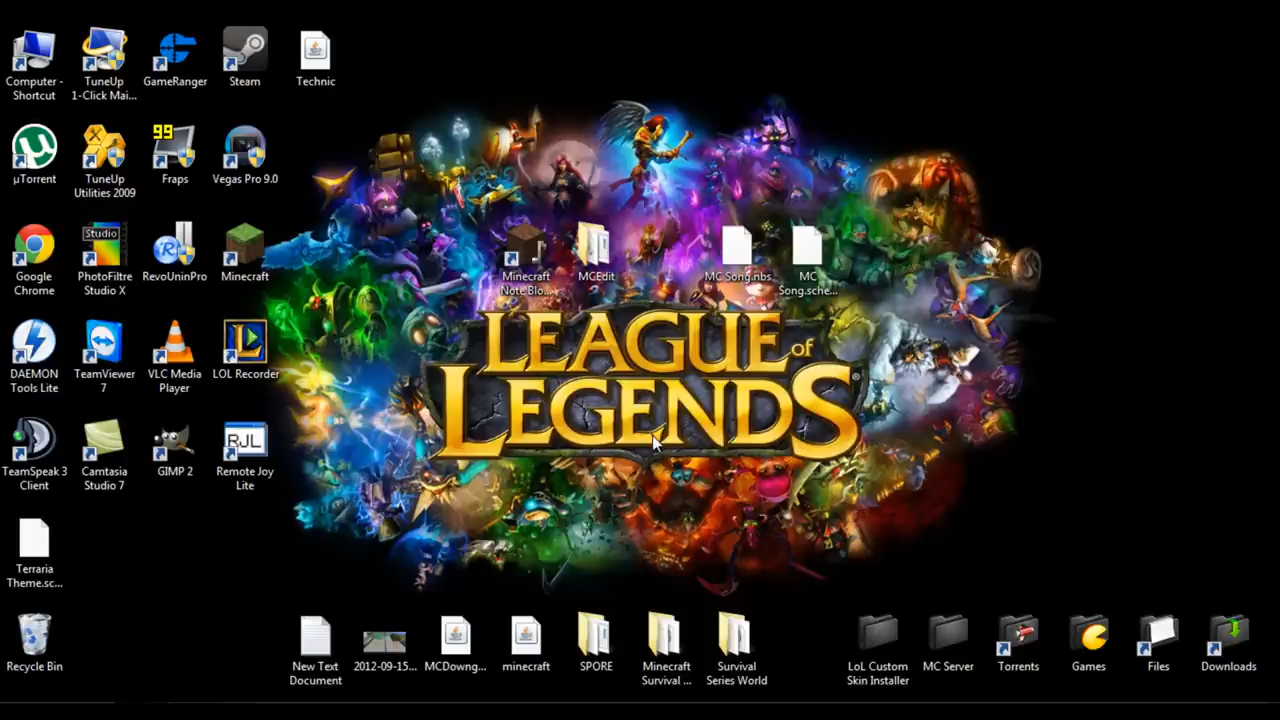 Computer -
Shortcut
TuneUp
1-Click Mai...
GameRanger
Steam
Technic
µTorrent
TuneUp
Utilities 2009
99
Fraps
Vegas Pro 9.0
Google
Chrome
Studio
PhotoFiltre
Studio X
RevoUninPro
Minecraft
Minecraft
Note Blo...
MCEdit
MC Song.nbs
MC
Song.sche...
DAEMON
Tools Lite
TeamViewer
7
VLC Media
Player
LOL Recorder
LEAGUE of
LEGENDS®
TeamSpeak 3
Client
Camtasia
Studio 7
GIMP 2
RJL
Remote Joy
Lite
Terraria
Theme.sc...
Recycle Bin
New Text
Document
2012-09-15...
MCDowng...
minecraft
SPORE
Minecraft
Survival ...
Survival
Series World
LoL Custom
Skin Installer
MC Server
Torrents
Games
Files
Downloads